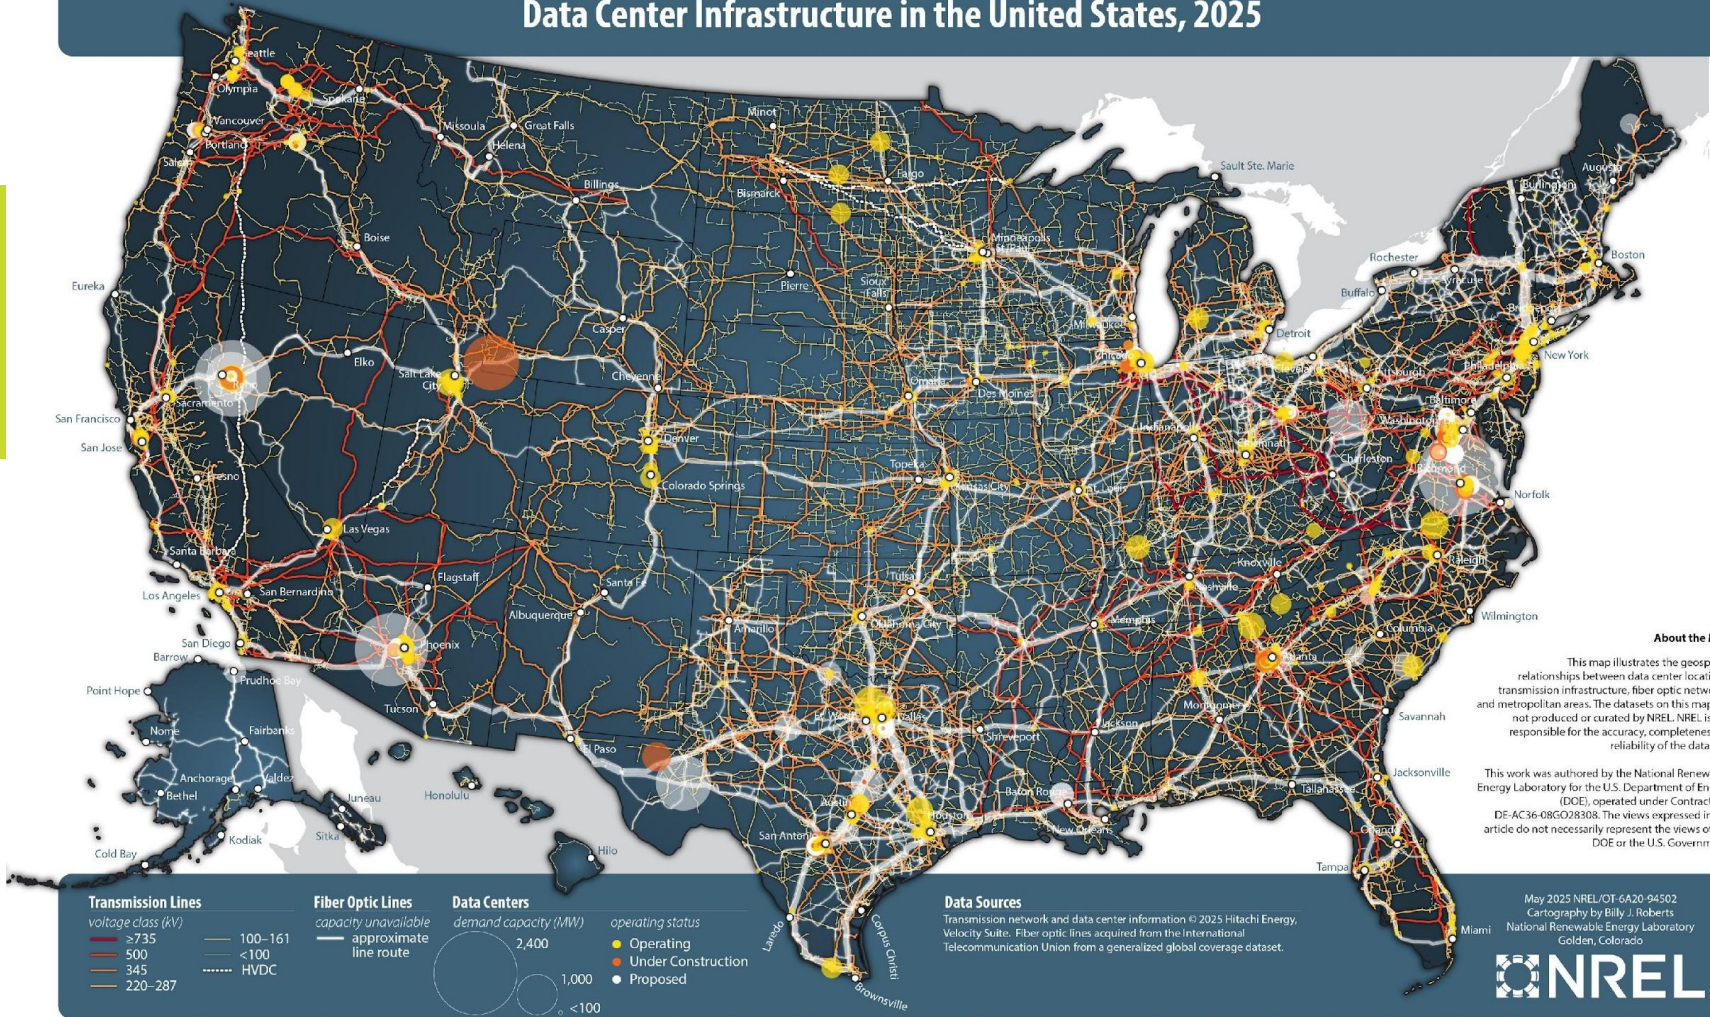 Data Center Infrastructure in the United States, 2025
Seattle
Olympia
Spokane
Vancouver
Portland
Salem
Missoula
Great Falls
Helena
Billings
Minot
Bismarck
Fargo
Sault Ste. Marie
Augusta
Burlington
Boise
Minneapolis
St. Paul
Rochester
Syracuse
Boston
Buffalo
Eureka
Pierre
Sioux
Falls
Casper
Milwaukee
Detroit
New York
Elko
Salt Lake
City
Cheyenne
Chicago
Cleveland
Pittsburgh
Philadelphia
Reno
Sacramento
Omaha
Des Moines
Baltimore
San Francisco
San Jose
Denver
Indianapolis
Cincinnati
Washington
Topeka
Kansas City
St. Louis
Charleston
Richmond
Fresno
Colorado Springs
Norfolk
Las Vegas
Santa Barbara
Raleigh
Knoxville
Nashville
Flagstaff
Santa Fe
Tulsa
Los Angeles
San Bernardino
Albuquerque
Amarillo
Oklahoma City
Memphis
Wilmington
Columbia
San Diego
Phoenix
Atlanta
Barrow
Prudhoe Bay
Point Hope
Tucson
Ft. Worth
Dallas
Montgomery
Savannah
Nome
Fairbanks
El Paso
Shreveport
Jackson
Anchorage
Valdez
Bethel
Juneau
Honolulu
Austin
Baton Rouge
Tallahassee
Jacksonville
Sitka
Kodiak
San Antonio
Houston
New Orleans
Orlando
Cold Bay
Hilo
Tampa
Laredo
Corpus Christi
Brownsville
Miami
About the
This map illustrates the geosp
relationships between data center locati
transmission infrastructure, fiber optic netwo
and metropolitan areas. The datasets on this map
not produced or curated by NREL. NREL is
responsible for the accuracy, completenes
reliability of the data
This work was authored by the National Renew
Energy Laboratory for the U.S. Department of En
(DOE), operated under Contract
DE-AC36-08GO28308. The views expressed in
article do not necessarily represent the views of
DOE or the U.S. Governm
Transmission Lines
voltage class (kV)
≥735
500
345
220–287
100–161
<100
HVDC
Fiber Optic Lines
capacity unavailable
approximate
line route
Data Centers
demand capacity (MW)
2,400
1,000
<100
operating status
Operating
Under Construction
Proposed
Data Sources
Transmission network and data center information © 2025 Hitachi Energy,
Velocity Suite. Fiber optic lines acquired from the International
Telecommunication Union from a generalized global coverage dataset.
May 2025 NREL/OT-6A20-94502
Cartography by Billy J. Roberts
National Renewable Energy Laboratory
Golden, Colorado
NREL